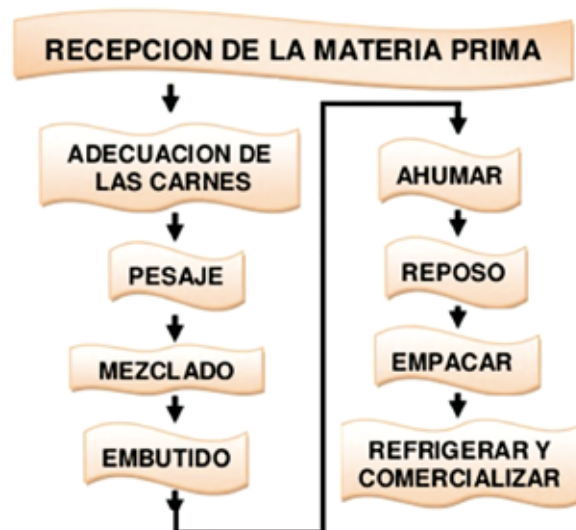 RECEPCION DE LA MATERIA PRIMA
ADECUACION DE
LAS CARNES
PESAJE
MEZCLADO
EMBUTIDO
AHUMAR
REPOSO
EMPACAR
REFRIGERAR Y
COMERCIALIZAR